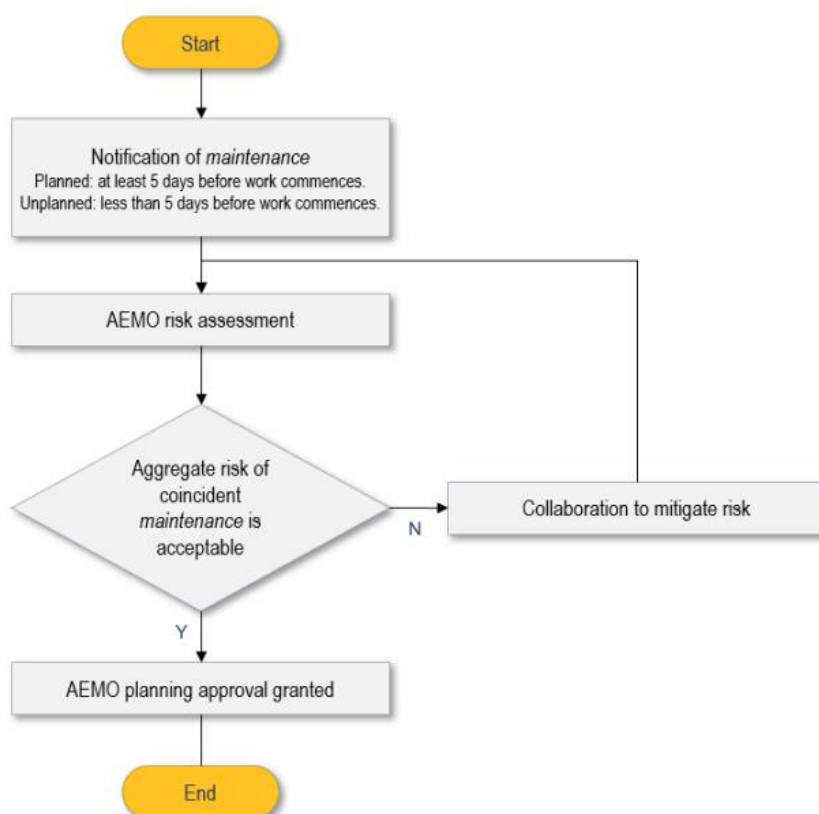 Start
Notification of maintenance
Planned: at least 5 days before work commences.
Unplanned: less than 5 days before work commences.
AEMO risk assessment
Aggregate risk of
coincident
maintenance is
acceptable
N
Collaboration to mitigate risk
Y
AEMO planning approval granted
End